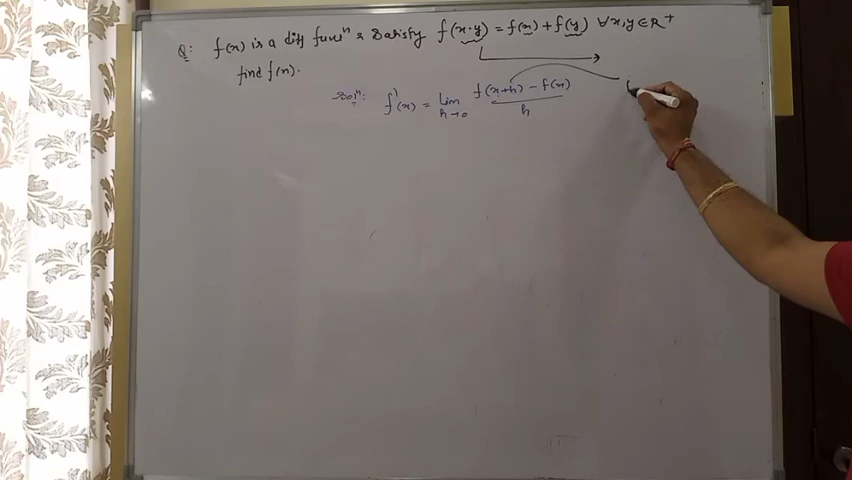 Q: f(x) is a diff funcⁿ & satisfy f(x·y) = f(x) + f(y) ∀x,y ∈ R⁺
find f(x).
Solⁿ: f'(x) = lim h→0 f(x+h) - f(x) / h